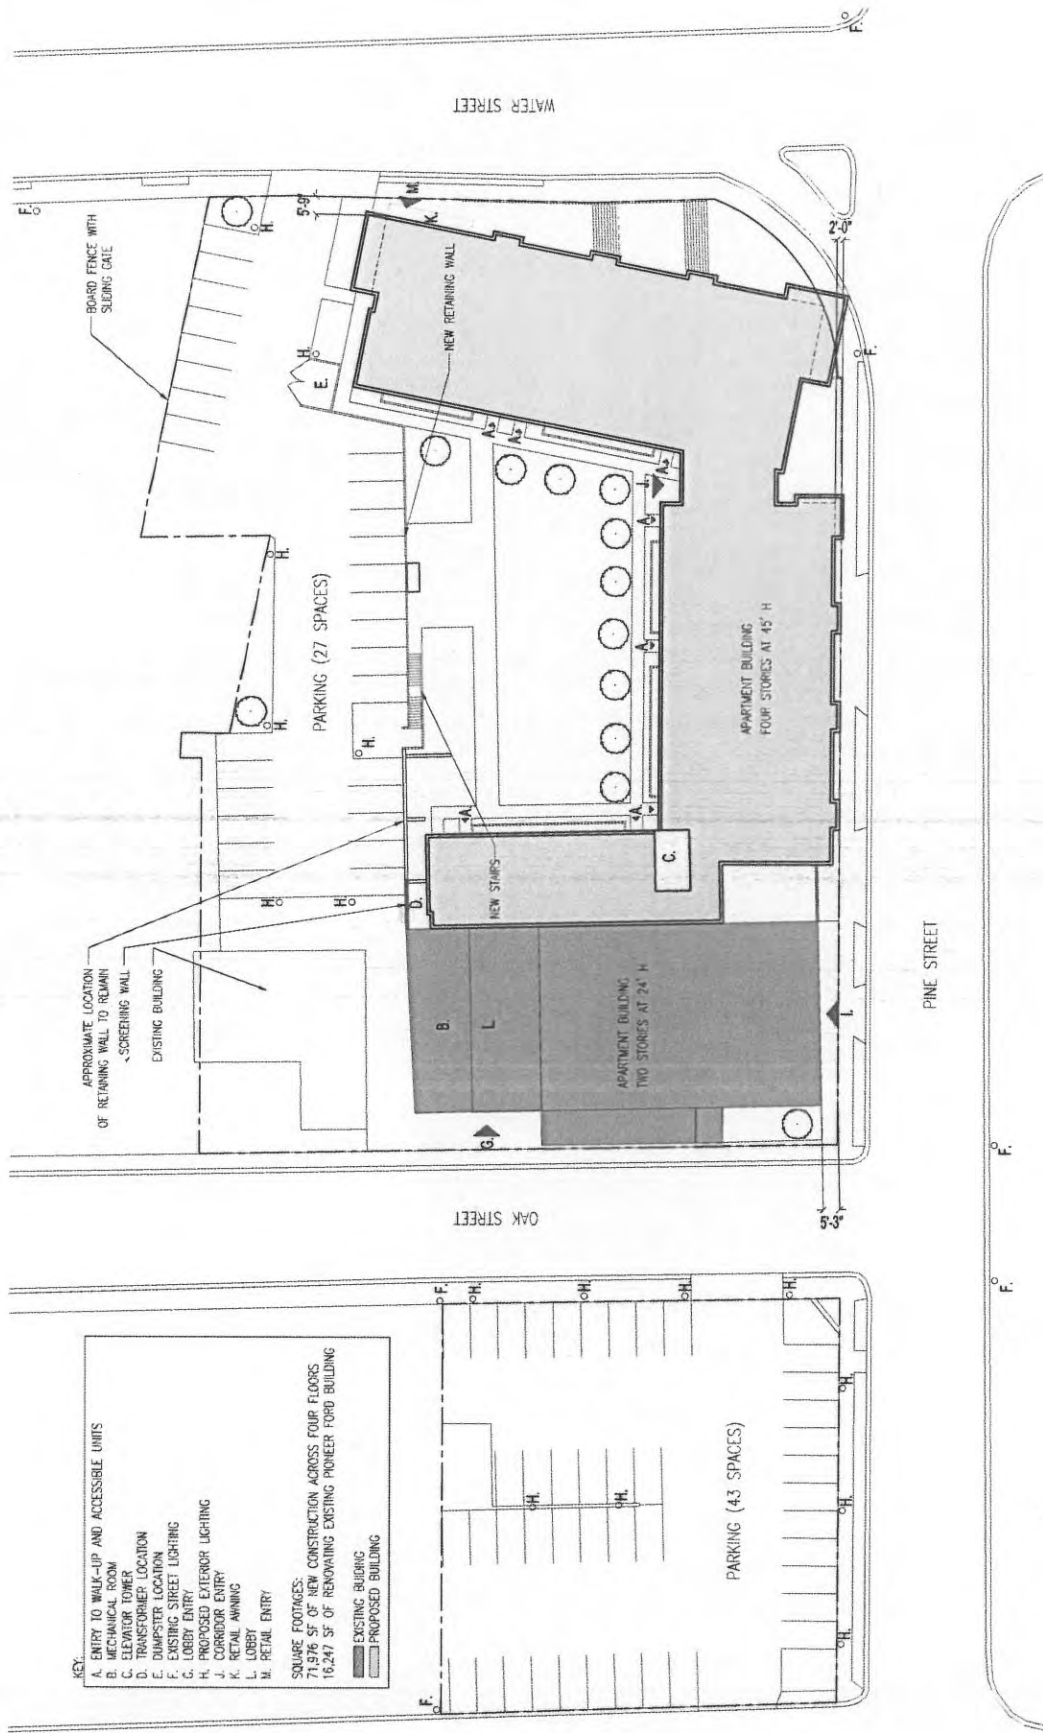 KEY:
A. ENTRY TO WALK-UP AND ACCESSIBLE UNITS
B. MECHANICAL ROOM
C. ELEVATOR TOWER
D. TRANSFORMER LOCATION
E. DUMPSTER LOCATION
F. EXISTING STREET LIGHTING
G. LOBBY ENTRY
H. PROPOSED EXTERIOR LIGHTING
J. CORRIDOR ENTRY
K. RETAIL AWNING
L. LOBBY
M. RETAIL ENTRY
SQUARE FOOTAGES:
71,976 SF OF NEW CONSTRUCTION ACROSS FOUR FLOORS
16,247 SF OF RENOVATING EXISTING PIONEER FORD BUILDING
EXISTING BUIDING
PROPOSED BUILDING
F.
F.
H.
H.
H.
H.
H.
H.
H.
H.
H.
PARKING (43 SPACES)
OAK STREET
5'-3"
F.
F.
APPROXIMATE LOCATION
OF RETAINING WALL TO REMAIN
SCREENING WALL
EXISTING BUILDING
G.
B.
L.
APARTMENT BUILDING
TWO STORIES AT 24' H
I.
PINE STREET
H.
H.
D.
NEW STAIRS
C.
A.
A.
H.
H.
PARKING (27 SPACES)
H.
A.
A.
J.
A.
A.
A.
APARTMENT BUILDING
FOUR STORIES AT 45' H
BOARD FENCE WITH
SLIDING GATE
E.
H.
H.
NEW RETAINING WALL
5'-9"
K.
M.
F.
2'-0"
F.
WATER STREET
F.